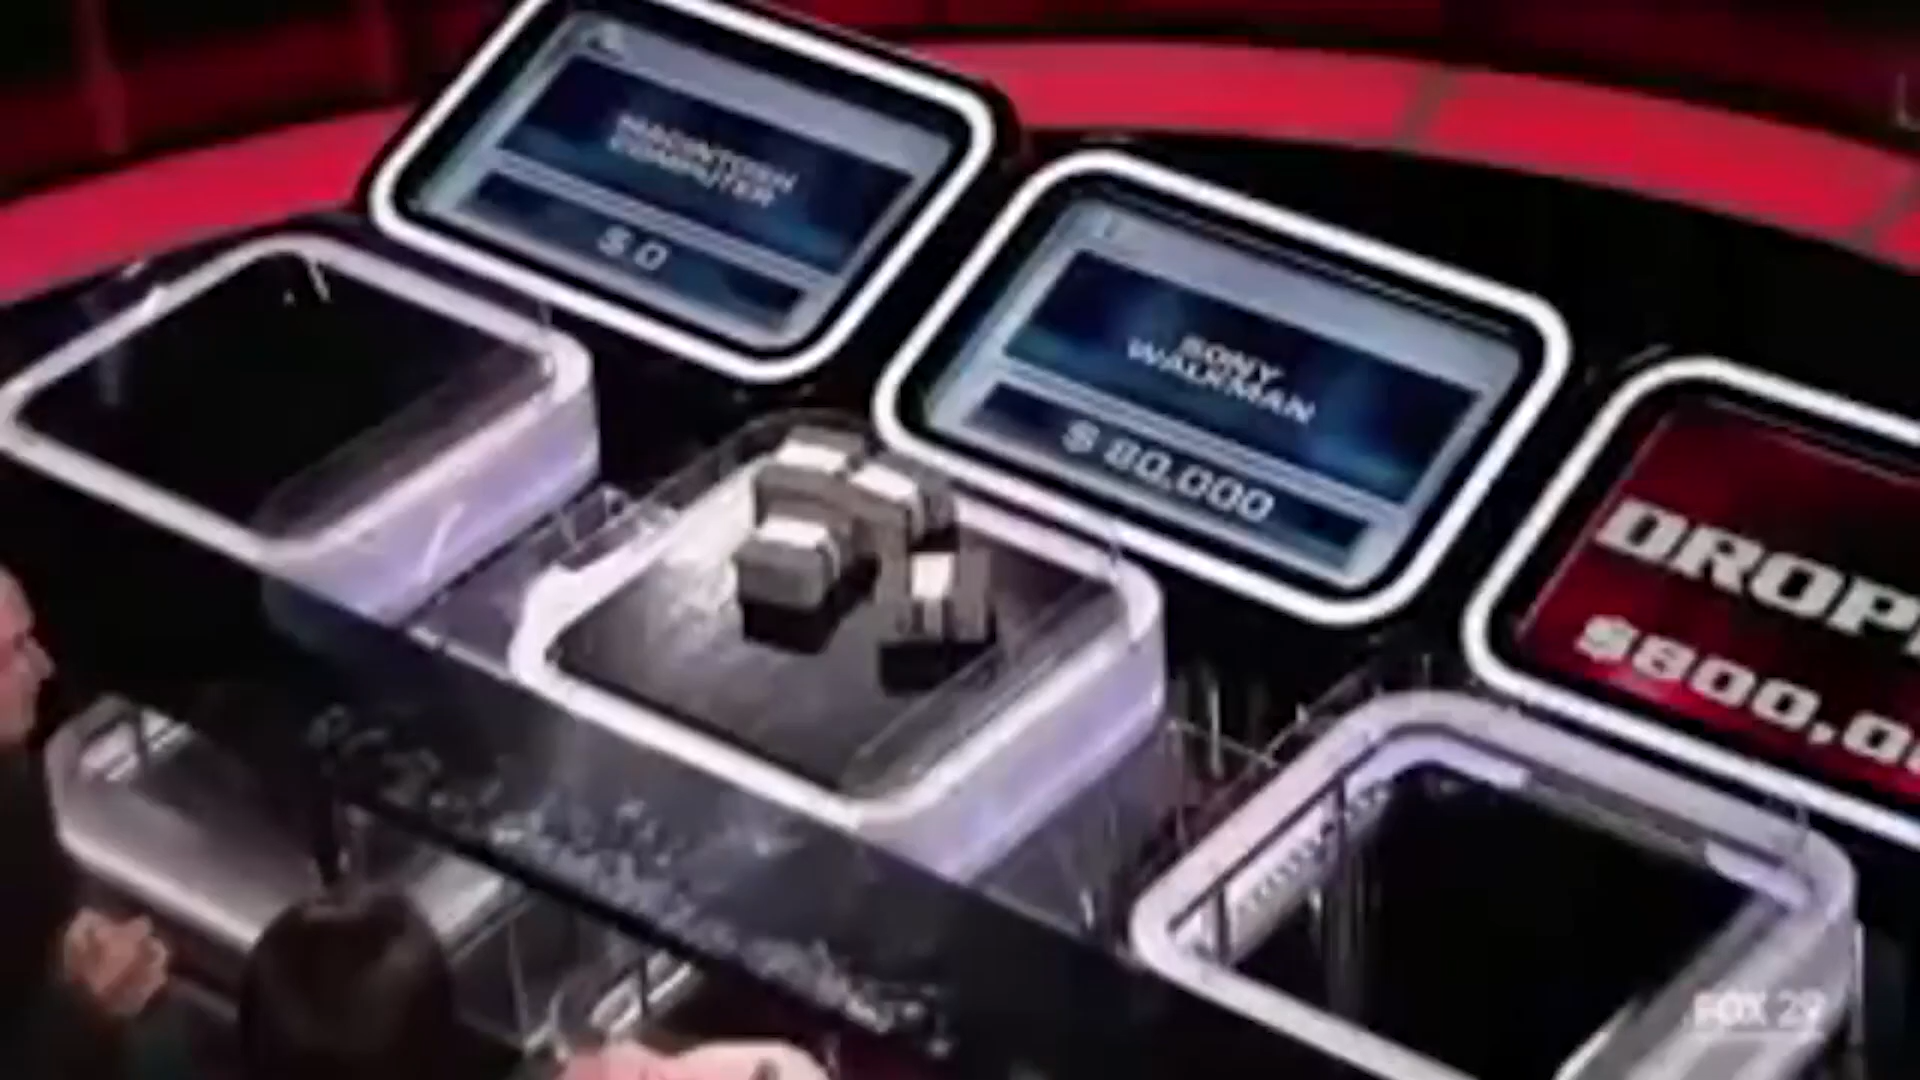 MACINTOSH
COMPUTER
$ 0
SONY
WALKMAN
$ 80,000
DROP
$800,0
FOX 29